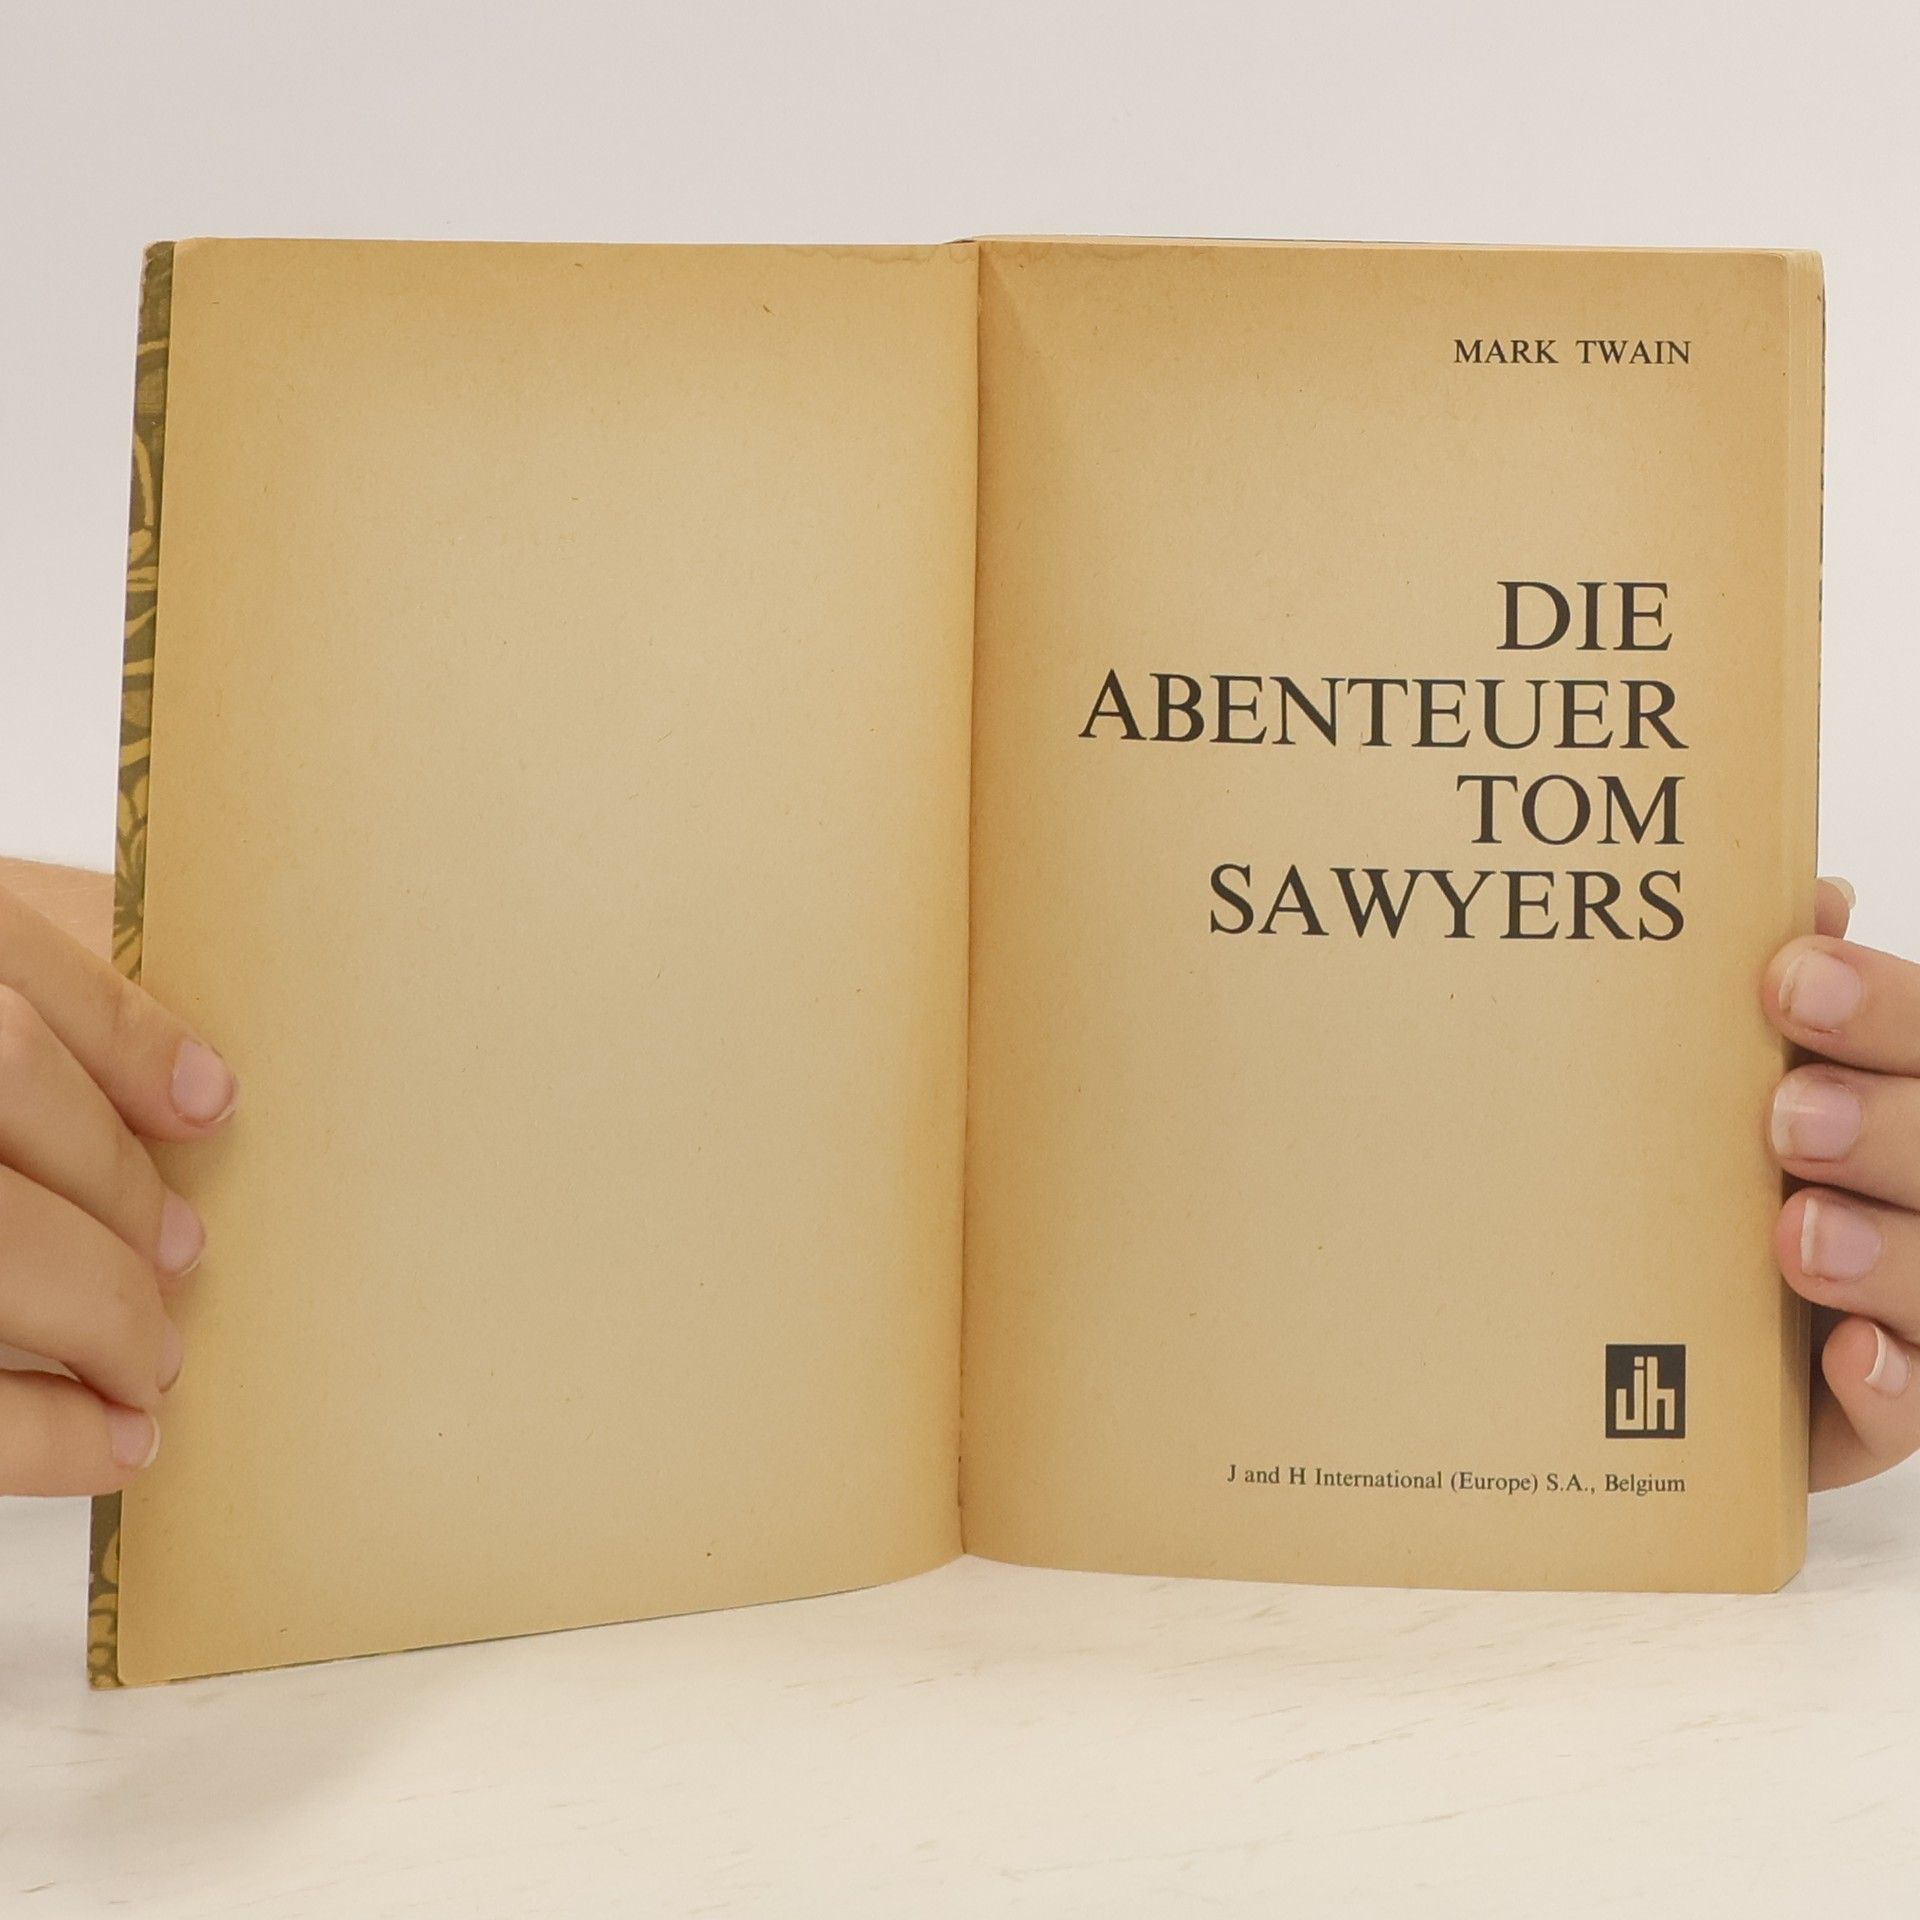 MARK TWAIN
DIE
ABENTEUER
TOM
SAWYERS
jh
J and H International (Europe) S.A., Belgium